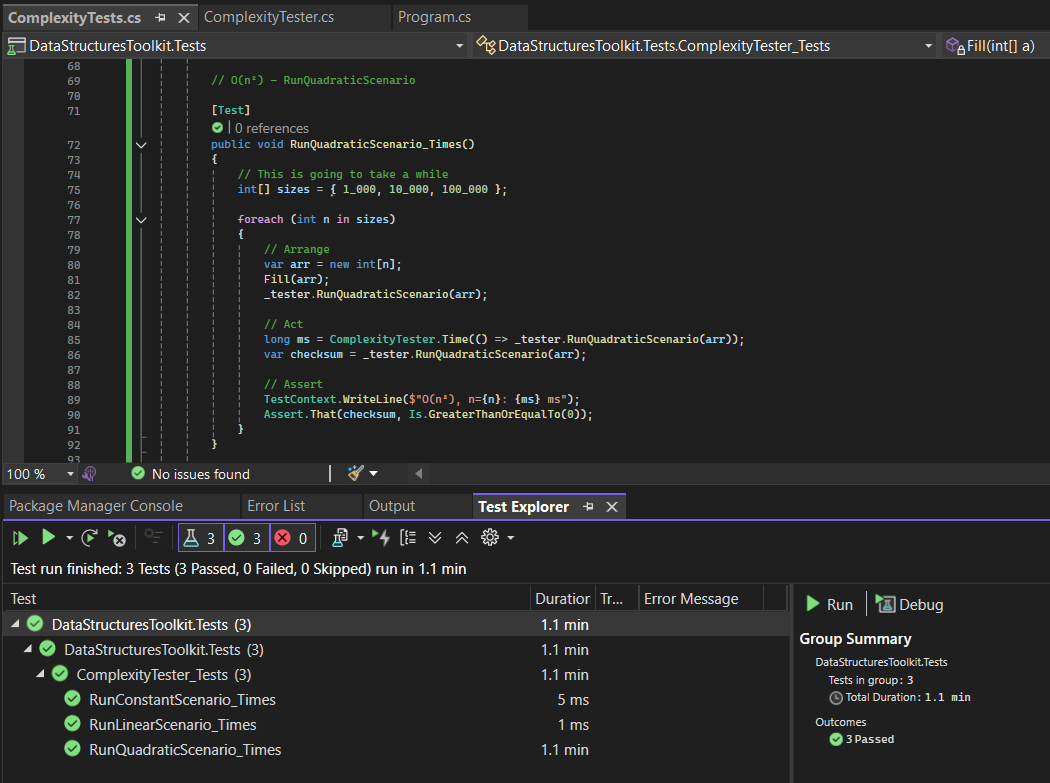 ComplexityTests.cs ComplexityTester.cs Program.cs
DataStructuresToolkit.Tests DataStructuresToolkit.Tests.ComplexityTester_Tests Fill(int[] a)
68
69 // O(n²) – RunQuadraticScenario
70
71 [Test]
0 references
72 public void RunQuadraticScenario_Times()
73 {
74 // This is going to take a while
75 int[] sizes = { 1_000, 10_000, 100_000 };
76
77 foreach (int n in sizes)
78 {
79 // Arrange
80 var arr = new int[n];
81 Fill(arr);
82 _tester.RunQuadraticScenario(arr);
83
84 // Act
85 long ms = ComplexityTester.Time(() => _tester.RunQuadraticScenario(arr));
86 var checksum = _tester.RunQuadraticScenario(arr);
87
88 // Assert
89 TestContext.WriteLine($"O(n²), n={n}: {ms} ms");
90 Assert.That(checksum, Is.GreaterThanOrEqualTo(0));
91 }
92 }
93
100 % No issues found
Package Manager Console Error List Output Test Explorer
3 3 0
Test run finished: 3 Tests (3 Passed, 0 Failed, 0 Skipped) run in 1.1 min
Test Duration Tr... Error Message
DataStructuresToolkit.Tests (3) 1.1 min
DataStructuresToolkit.Tests (3) 1.1 min
ComplexityTester_Tests (3) 1.1 min
RunConstantScenario_Times 5 ms
RunLinearScenario_Times 1 ms
RunQuadraticScenario_Times 1.1 min
Run Debug
Group Summary
DataStructuresToolkit.Tests
Tests in group: 3
Total Duration: 1.1 min
Outcomes
3 Passed